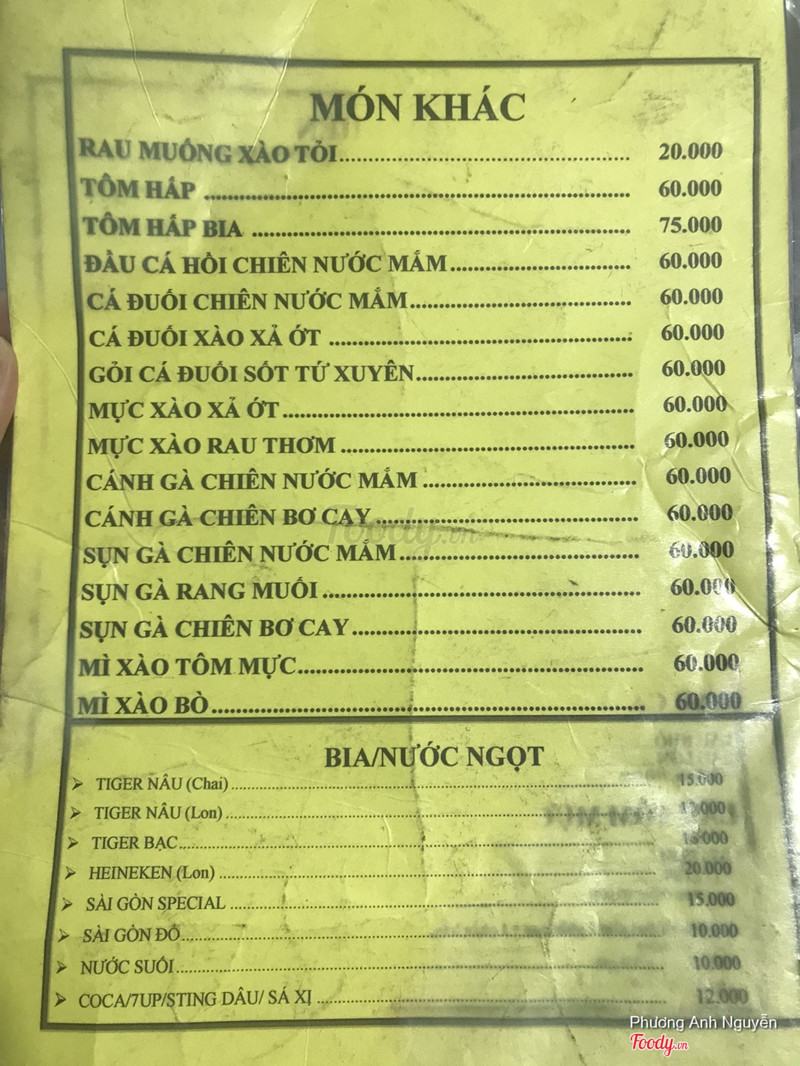 MÓN KHÁC
RAU MUỐNG XÀO TỎI 20.000
TÔM HẤP 60.000
TÔM HẤP BIA 75.000
ĐẦU CÁ HỒI CHIÊN NƯỚC MẮM 60.000
CÁ ĐUỐI CHIÊN NƯỚC MẮM 60.000
CÁ ĐUỐI XÀO XẢ ỚT 60.000
GỎI CÁ ĐUỐI SỐT TỨ XUYÊN 60.000
MỰC XÀO XẢ ỚT 60.000
MỰC XÀO RAU THƠM 60.000
CÁNH GÀ CHIÊN NƯỚC MẮM 60.000
CÁNH GÀ CHIÊN BƠ CAY 60.000
SỤN GÀ CHIÊN NƯỚC MẮM 60.000
SỤN GÀ RANG MUỐI 60.000
SỤN GÀ CHIÊN BƠ CAY 60.000
MÌ XÀO TÔM MỰC 60.000
MÌ XÀO BÒ 60.000
BIA/NƯỚC NGỌT
➢ TIGER NÂU (Chai) 15.000
➢ TIGER NÂU (Lon)
➢ TIGER BẠC
➢ HEINEKEN (Lon) 20.000
➢ SÀI GÒN SPECIAL 15.000
➢ SÀI GÒN ĐỎ 10.000
➢ NƯỚC SUỐI 10.000
➢ COCA/7UP/STING DÂU/ SÁ XỊ 12.000
Phương Anh Nguyễn
Foody.vn